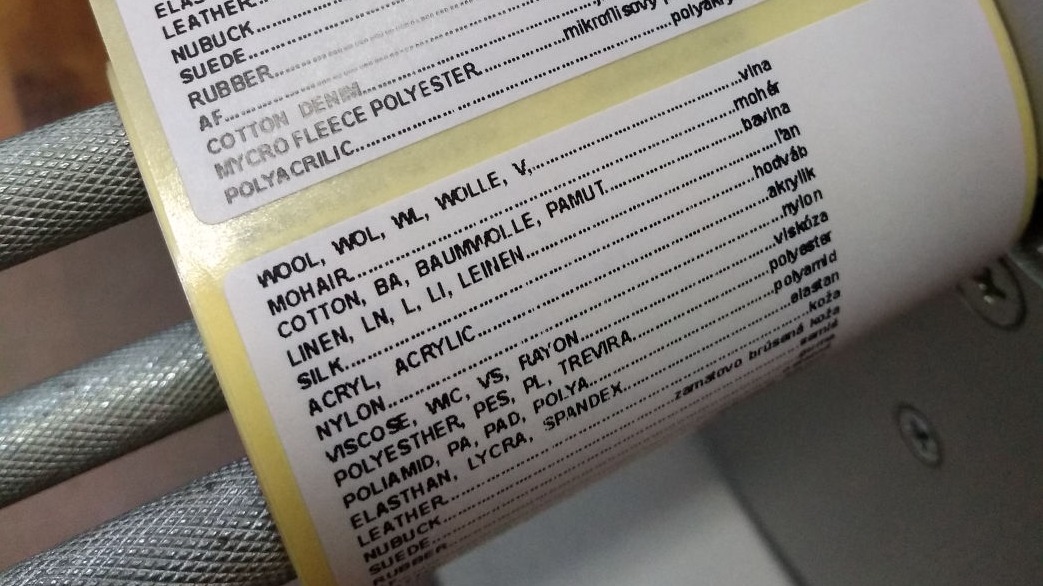 LEATHER
NUBUCK
SUEDE
RUBBER
AF
COTTON DENIM
MYCRO FLEECE POLYESTER mikroflisový
POLYACRILIC
WOOL, WOL, WL, WOLLE, V, vlna
MOHAIR mohér
COTTON, BA, BAUMWOLLE, PAMUT bavlna
LINEN, LN, L, LI, LEINEN ľan
SILK hodváb
ACRYL, ACRYLIC akrylik
NYLON nylon
VISCOSE, VIC, VS, RAYON viskóza
POLYESTHER, PES, PL, TREVIRA polyester
POLIAMID, PA, PAD, POLYA polyamid
ELASTHAN, LYCRA, SPANDEX elastan
LEATHER koža
NUBUCK zamatovo brúsená koža
SUEDE semiš
RUBBER